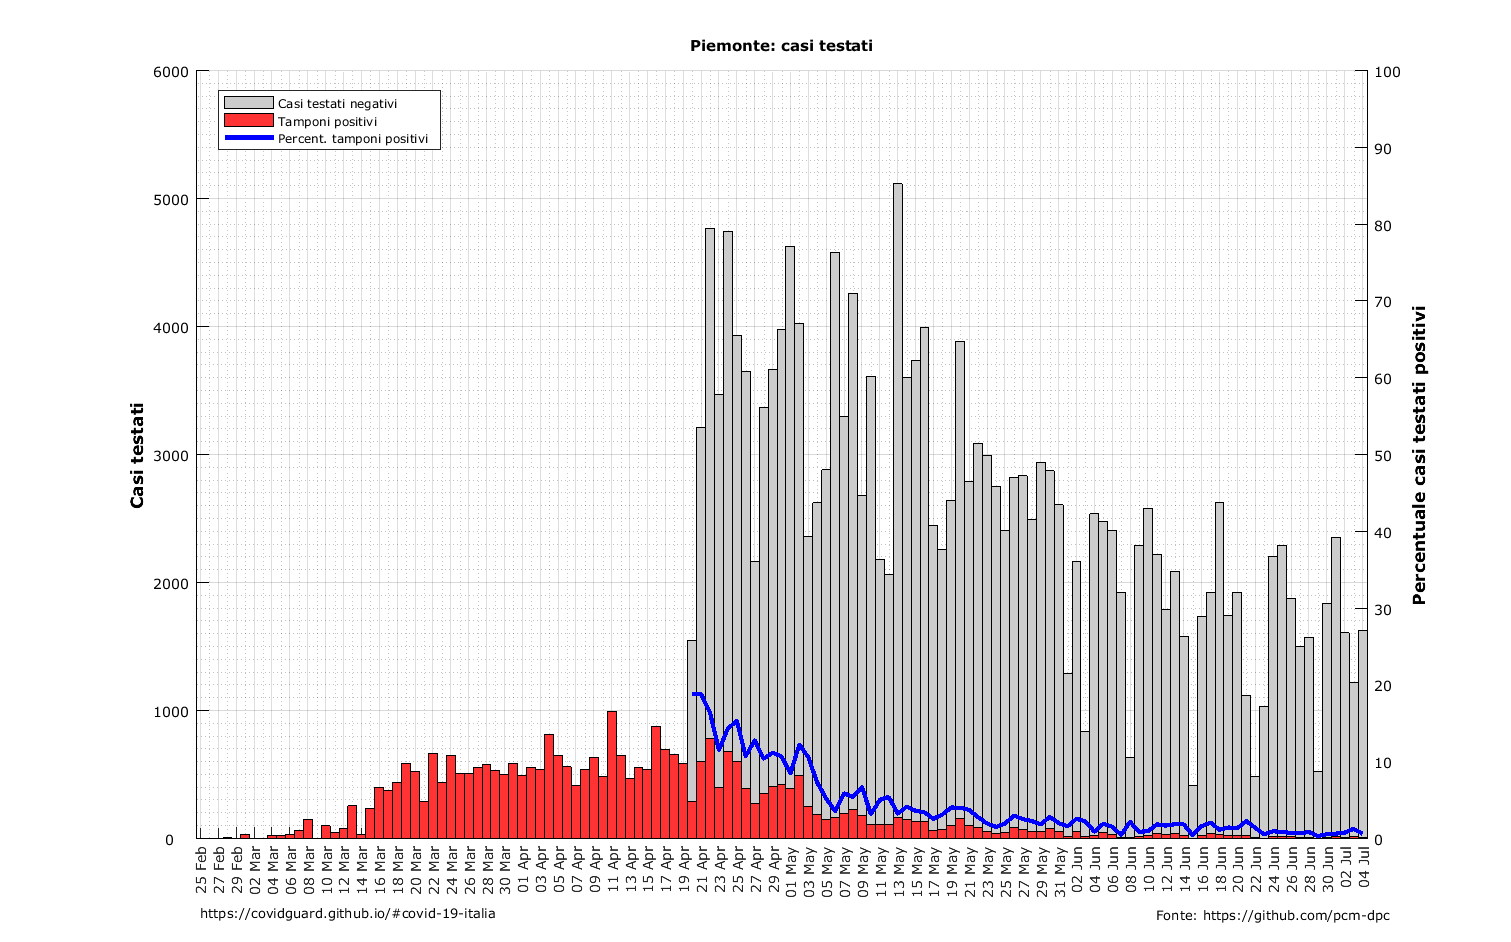 Piemonte: casi testati
Casi testati negativi
Tamponi positivi
Percent. tamponi positivi
Casi testati
6000
5000
4000
3000
2000
1000
0
100
90
80
70
60
50
40
30
20
10
0
Percentuale casi testati positivi
25 Feb
27 Feb
29 Feb
02 Mar
04 Mar
06 Mar
08 Mar
10 Mar
12 Mar
14 Mar
16 Mar
18 Mar
20 Mar
22 Mar
24 Mar
26 Mar
28 Mar
30 Mar
01 Apr
03 Apr
05 Apr
07 Apr
09 Apr
11 Apr
13 Apr
15 Apr
17 Apr
19 Apr
21 Apr
23 Apr
25 Apr
27 Apr
29 Apr
01 May
03 May
05 May
07 May
09 May
11 May
13 May
15 May
17 May
19 May
21 May
23 May
25 May
27 May
29 May
31 May
02 Jun
04 Jun
06 Jun
08 Jun
10 Jun
12 Jun
14 Jun
16 Jun
18 Jun
20 Jun
22 Jun
24 Jun
26 Jun
28 Jun
30 Jun
02 Jul
04 Jul
https://covidguard.github.io/#covid-19-italia
Fonte: https://github.com/pcm-dpc